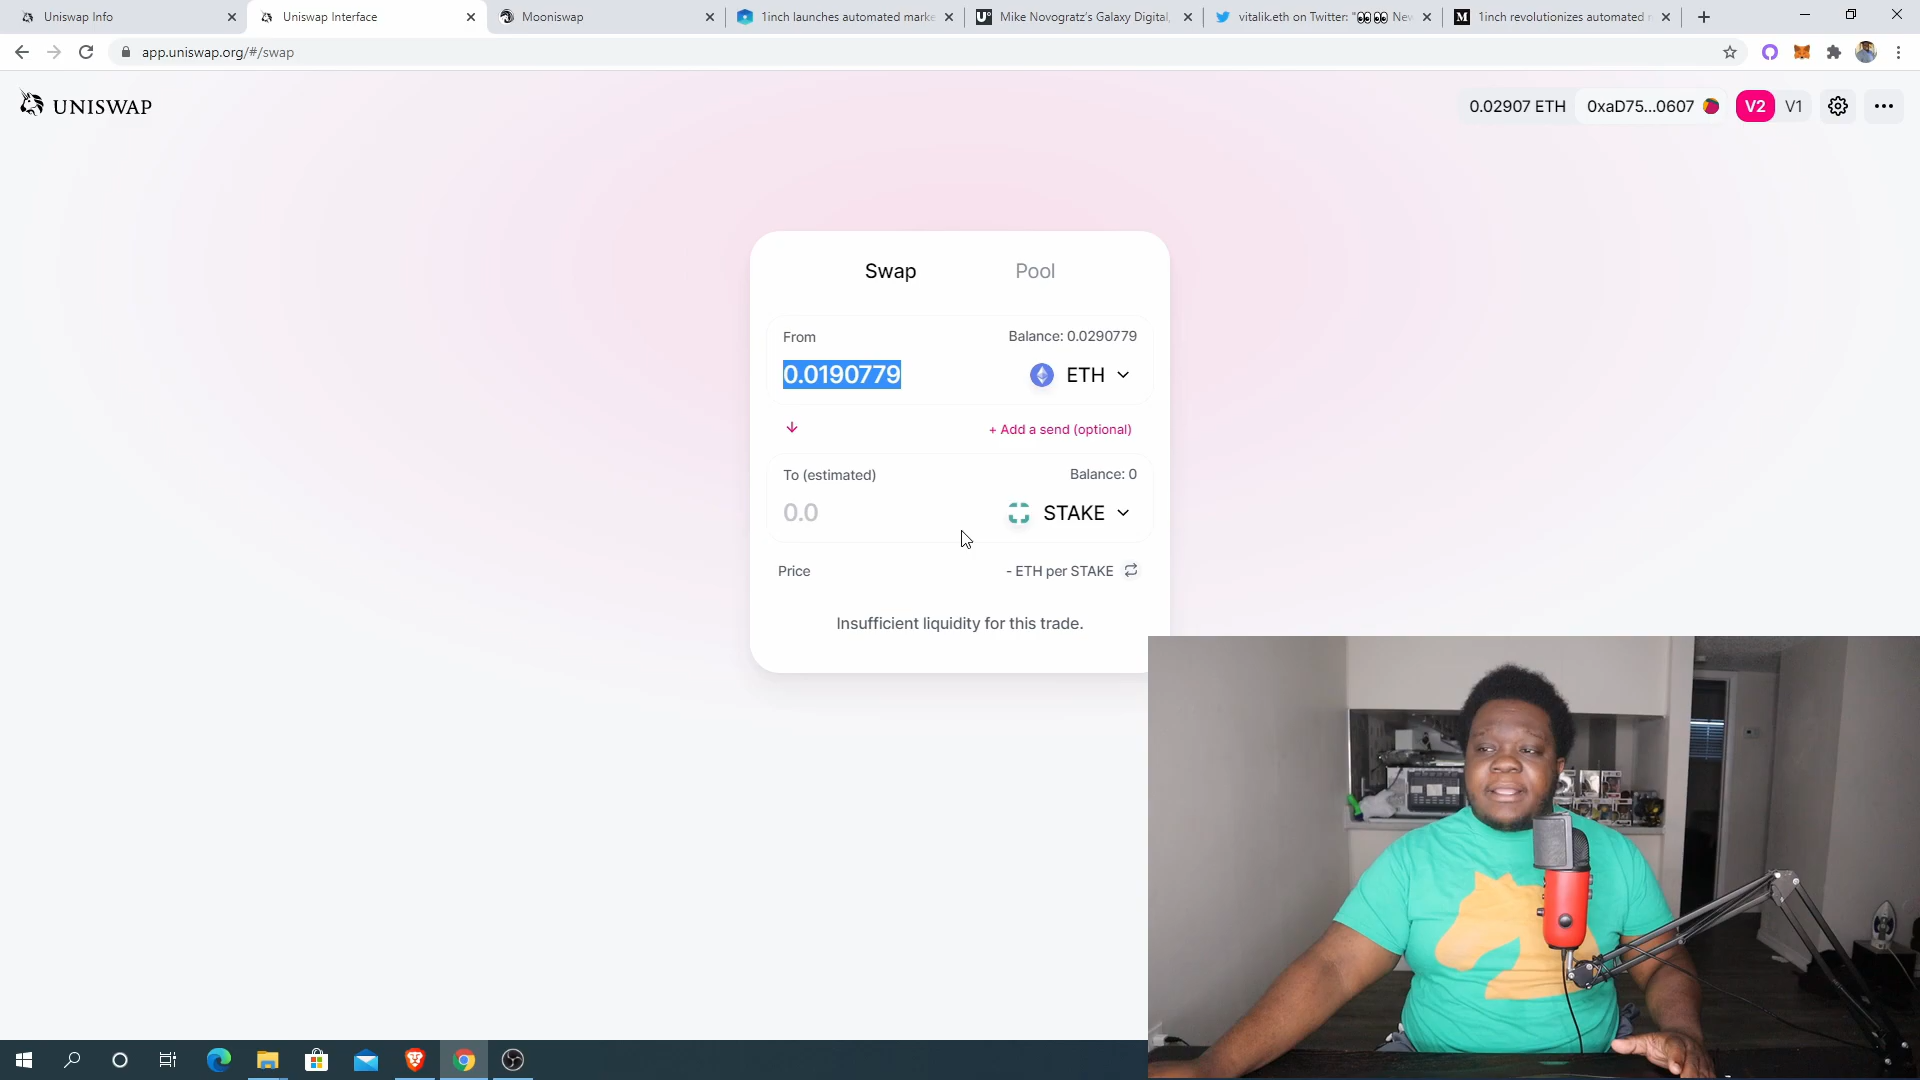 Uniswap Info
Uniswap Interface
Mooniswap
1inch launches automated marke
Mike Novogratz's Galaxy Digital,
vitalik.eth on Twitter: "👀 👀 New
1inch revolutionizes automated m
app.uniswap.org/#/swap
UNISWAP
0.02907 ETH
0xaD75...0607
V2
V1
Swap
Pool
From
Balance: 0.0290779
0.0190779
ETH
+ Add a send (optional)
To (estimated)
Balance: 0
0.0
STAKE
Price
- ETH per STAKE
Insufficient liquidity for this trade.